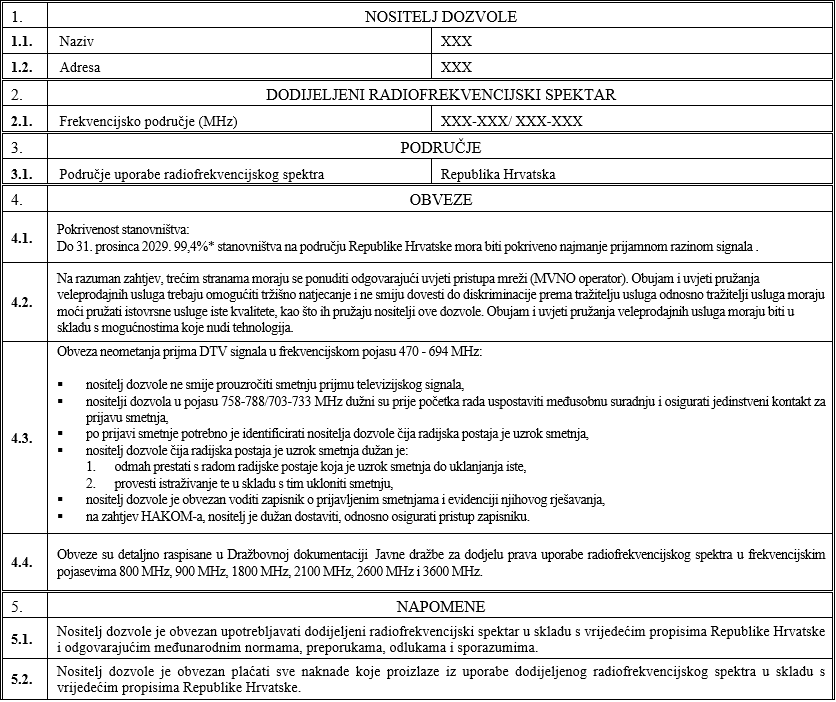 1. NOSITELJ DOZVOLE
1.1. Naziv XXX
1.2. Adresa XXX
2. DODIJELJENI RADIOFREKVENCIJSKI SPEKTAR
2.1. Frekvencijsko područje (MHz) XXX-XXX/ XXX-XXX
3. PODRUČJE
3.1. Područje uporabe radiofrekvencijskog spektra Republika Hrvatska
4. OBVEZE
4.1. Pokrivenost stanovništva:
Do 31. prosinca 2029. 99,4%* stanovništva na području Republike Hrvatske mora biti pokriveno najmanje prijamnom razinom signala .
4.2. Na razuman zahtjev, trećim stranama moraju se ponuditi odgovarajući uvjeti pristupa mreži (MVNO operator). Obujam i uvjeti pružanja
veleprodajnih usluga trebaju omogućiti tržišno natjecanje i ne smiju dovesti do diskriminacije prema tražitelju usluga odnosno tražitelji usluga moraju
moći pružati istovrsne usluge iste kvalitete, kao što ih pružaju nositelji ove dozvole. Obujam i uvjeti pružanja veleprodajnih usluga moraju biti u
skladu s mogućnostima koje nudi tehnologija.
4.3. Obveza neometanja prijma DTV signala u frekvencijskom pojasu 470 - 694 MHz:
▪ nositelj dozvole ne smije prouzročiti smetnju prijmu televizijskog signala,
▪ nositelji dozvola u pojasu 758-788/703-733 MHz dužni su prije početka rada uspostaviti međusobnu suradnju i osigurati jedinstveni kontakt za
prijavu smetnja,
▪ po prijavi smetnje potrebno je identificirati nositelja dozvole čija radijska postaja je uzrok smetnja,
▪ nositelj dozvole čija radijska postaja je uzrok smetnja dužan je:
1. odmah prestati s radom radijske postaje koja je uzrok smetnja do uklanjanja iste,
2. provesti istraživanje te u skladu s tim ukloniti smetnju,
▪ nositelj dozvole je obvezan voditi zapisnik o prijavljenim smetnjama i evidenciji njihovog rješavanja,
▪ na zahtjev HAKOM-a, nositelj je dužan dostaviti, odnosno osigurati pristup zapisniku.
4.4. Obveze su detaljno raspisane u Dražbovnoj dokumentaciji Javne dražbe za dodjelu prava uporabe radiofrekvencijskog spektra u frekvencijskim
pojasevima 800 MHz, 900 MHz, 1800 MHz, 2100 MHz, 2600 MHz i 3600 MHz.
5. NAPOMENE
5.1. Nositelj dozvole je obvezan upotrebljavati dodijeljeni radiofrekvencijski spektar u skladu s vrijedećim propisima Republike Hrvatske
i odgovarajućim međunarodnim normama, preporukama, odlukama i sporazumima.
5.2. Nositelj dozvole je obvezan plaćati sve naknade koje proizlaze iz uporabe dodijeljenog radiofrekvencijskog spektra u skladu s
vrijedećim propisima Republike Hrvatske.